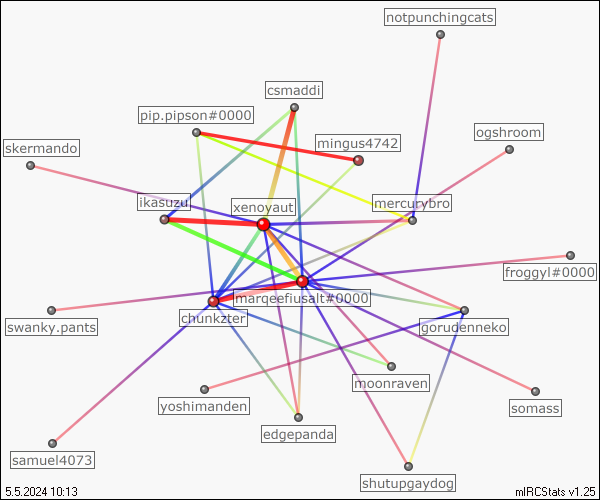 notpunchingcats
csmaddi
pip.pipson#0000
ogshroom
mingus4742
skermando
ikasuzu
xenoyaut
mercurybro
froggyl#0000
marqeefiusalt#0000
chunkzter
swanky.pants
gorudenneko
moonraven
yoshimanden
somass
edgepanda
samuel4073
shutupgaydog
5.5.2024 10:13
mIRCStats v1.25